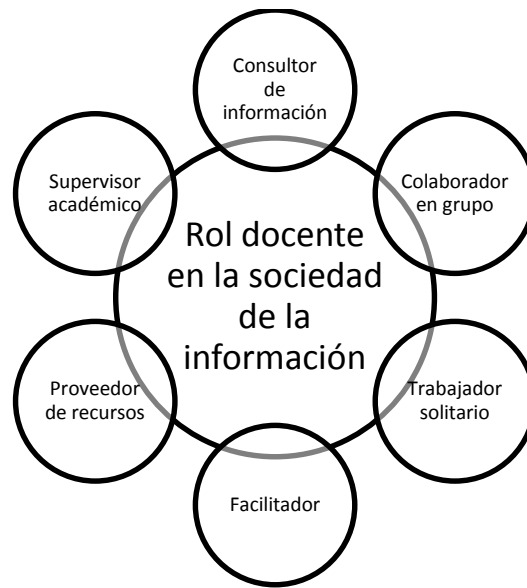 Consultor
de
información
Colaborador
en grupo
Trabajador
solitario
Facilitador
Proveedor
de recursos
Supervisor
académico
Rol docente
en la sociedad
de la
información